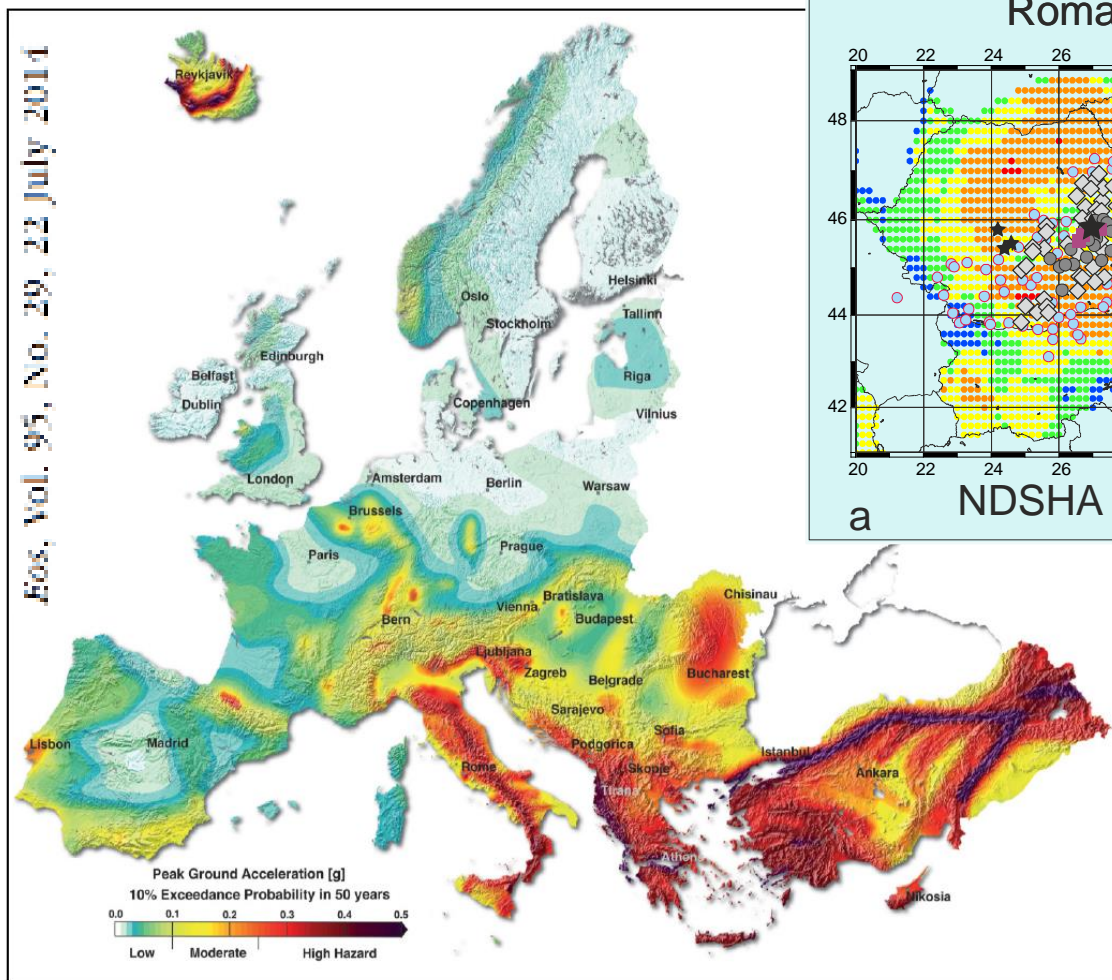 Eos, Vol. 95, No. 29, 22 July 2014
Roma
20 22 24 26
48
46
44
42
20 22 24 26
a NDSHA
Reykjavik
Oslo
Helsinki
Stockholm
Tallinn
Riga
Vilnius
Edinburgh
Belfast
Dublin
Copenhagen
London
Amsterdam
Berlin
Warsaw
Brussels
Paris
Prague
Chisinau
Vienna
Bratislava
Budapest
Bern
Ljubljana
Zagreb
Belgrade
Bucharest
Sarajevo
Sofia
Lisbon
Madrid
Podgorica
Istanbul
Rome
Skopje
Ankara
Tirana
Athen
Nikosia
Peak Ground Acceleration [g]
10% Exceedance Probability in 50 years
0.0 0.1 0.2 0.3 0.4 0.5
Low Moderate High Hazard